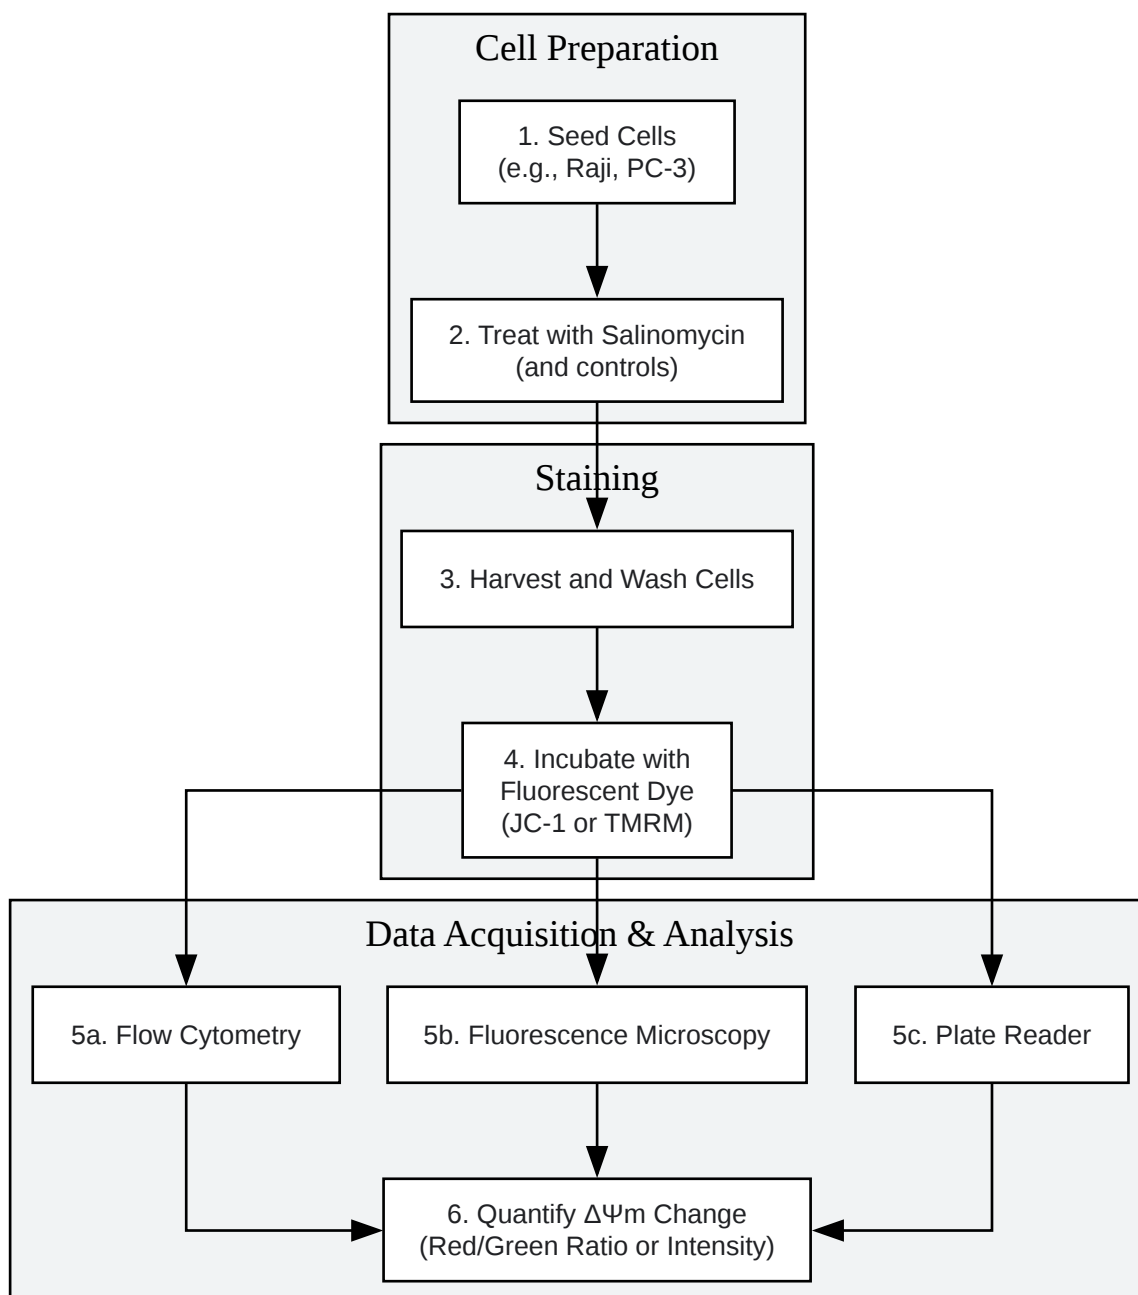 Cell Preparation
1. Seed Cells
(e.g., Raji, PC-3)
2. Treat with Salinomycin
(and controls)
Staining
3. Harvest and Wash Cells
4. Incubate with
Fluorescent Dye
(JC-1 or TMRM)
Data Acquisition & Analysis
5a. Flow Cytometry
5b. Fluorescence Microscopy
5c. Plate Reader
6. Quantify ΔΨm Change
(Red/Green Ratio or Intensity)